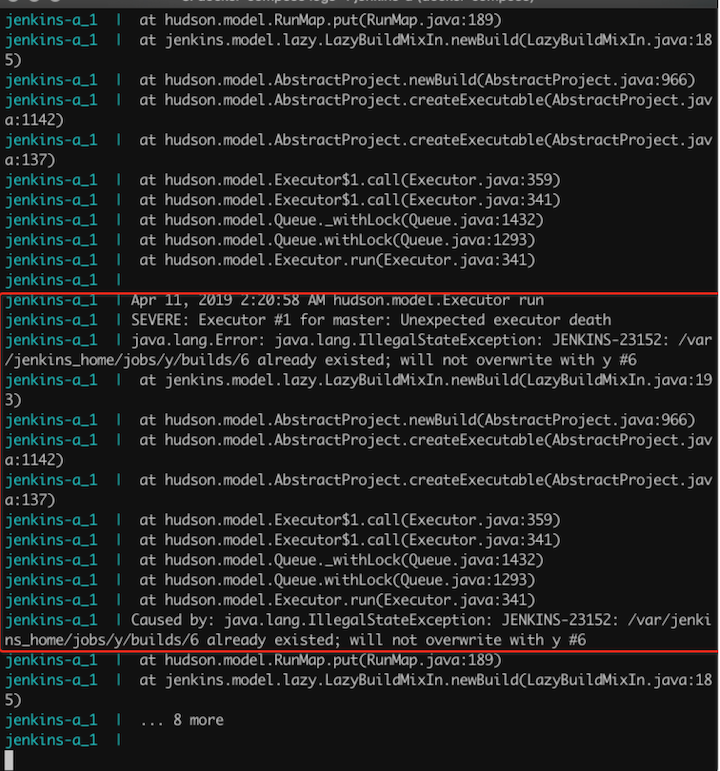 jenkins-a_1 | at hudson.model.RunMap.put(RunMap.java:189)
jenkins-a_1 | at jenkins.model.lazy.LazyBuildMixIn.newBuild(LazyBuildMixIn.java:18
5)
jenkins-a_1 | at hudson.model.AbstractProject.newBuild(AbstractProject.java:966)
jenkins-a_1 | at hudson.model.AbstractProject.createExecutable(AbstractProject.jav
a:1142)
jenkins-a_1 | at hudson.model.AbstractProject.createExecutable(AbstractProject.jav
a:137)
jenkins-a_1 | at hudson.model.Executor$1.call(Executor.java:359)
jenkins-a_1 | at hudson.model.Executor$1.call(Executor.java:341)
jenkins-a_1 | at hudson.model.Queue._withLock(Queue.java:1432)
jenkins-a_1 | at hudson.model.Queue.withLock(Queue.java:1293)
jenkins-a_1 | at hudson.model.Executor.run(Executor.java:341)
jenkins-a_1 |
jenkins-a_1 | Apr 11, 2019 2:20:58 AM hudson.model.Executor run
jenkins-a_1 | SEVERE: Executor #1 for master: Unexpected executor death
jenkins-a_1 | java.lang.Error: java.lang.IllegalStateException: JENKINS-23152: /var
/jenkins_home/jobs/y/builds/6 already existed; will not overwrite with y #6
jenkins-a_1 | at jenkins.model.lazy.LazyBuildMixIn.newBuild(LazyBuildMixIn.java:19
3)
jenkins-a_1 | at hudson.model.AbstractProject.newBuild(AbstractProject.java:966)
jenkins-a_1 | at hudson.model.AbstractProject.createExecutable(AbstractProject.jav
a:1142)
jenkins-a_1 | at hudson.model.AbstractProject.createExecutable(AbstractProject.jav
a:137)
jenkins-a_1 | at hudson.model.Executor$1.call(Executor.java:359)
jenkins-a_1 | at hudson.model.Executor$1.call(Executor.java:341)
jenkins-a_1 | at hudson.model.Queue._withLock(Queue.java:1432)
jenkins-a_1 | at hudson.model.Queue.withLock(Queue.java:1293)
jenkins-a_1 | at hudson.model.Executor.run(Executor.java:341)
jenkins-a_1 | Caused by: java.lang.IllegalStateException: JENKINS-23152: /var/jenki
ns_home/jobs/y/builds/6 already existed; will not overwrite with y #6
jenkins-a_1 | at hudson.model.RunMap.put(RunMap.java:189)
jenkins-a_1 | at jenkins.model.lazy.LazyBuildMixIn.newBuild(LazyBuildMixIn.java:18
5)
jenkins-a_1 | ... 8 more
jenkins-a_1 |